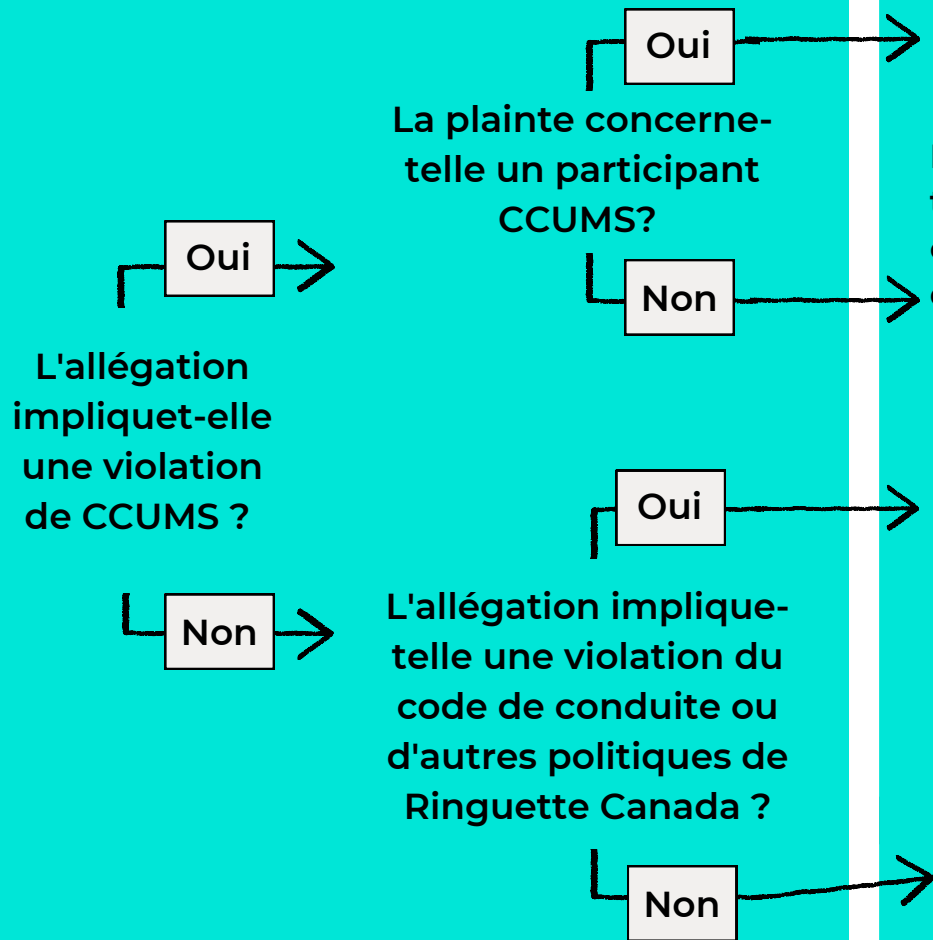 L'allégation
impliquet-elle
une violation
de CCUMS ?
Oui
La plainte concerne-
telle un participant
CCUMS?
Oui
Non
Non
L'allégation implique-
telle une violation du
code de conduite ou
d'autres politiques de
Ringuette Canada ?
Oui
Non